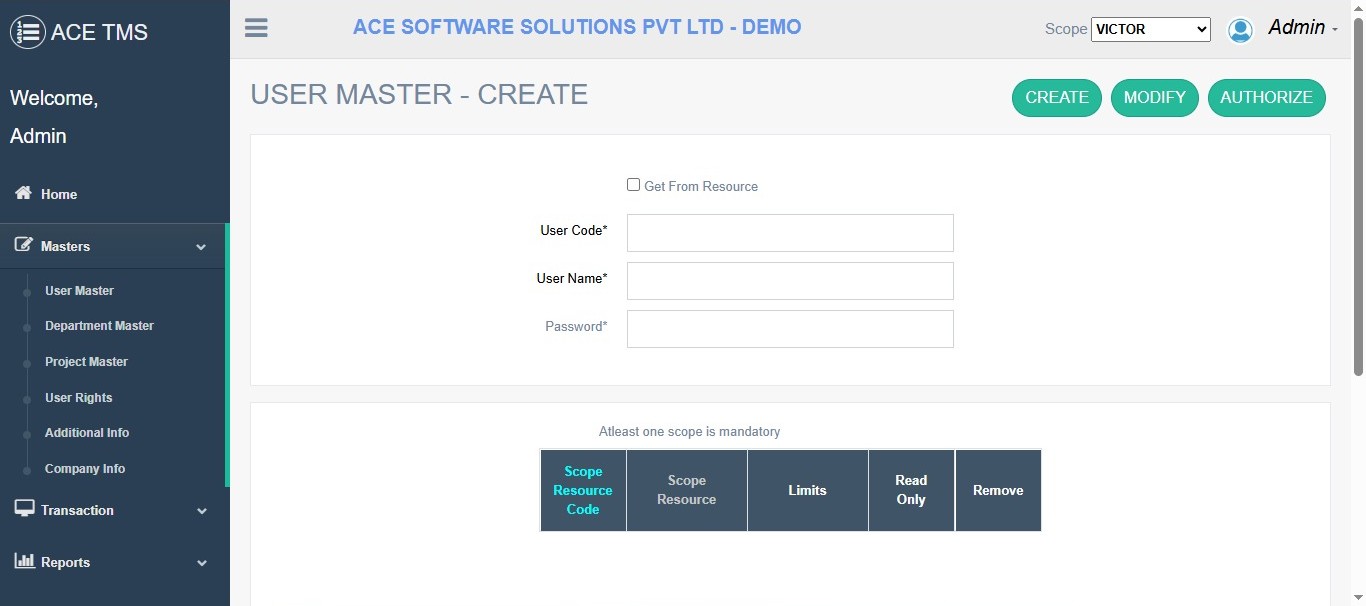 ACE TMS
ACE SOFTWARE SOLUTIONS PVT LTD - DEMO
Scope VICTOR
Admin
Welcome,
Admin
Home
Masters
User Master
Department Master
Project Master
User Rights
Additional Info
Company Info
Transaction
Reports
USER MASTER - CREATE
CREATE MODIFY AUTHORIZE
Get From Resource
User Code*
User Name*
Password*
Atleast one scope is mandatory
Scope
Resource
Code
Scope
Resource
Limits
Read
Only
Remove